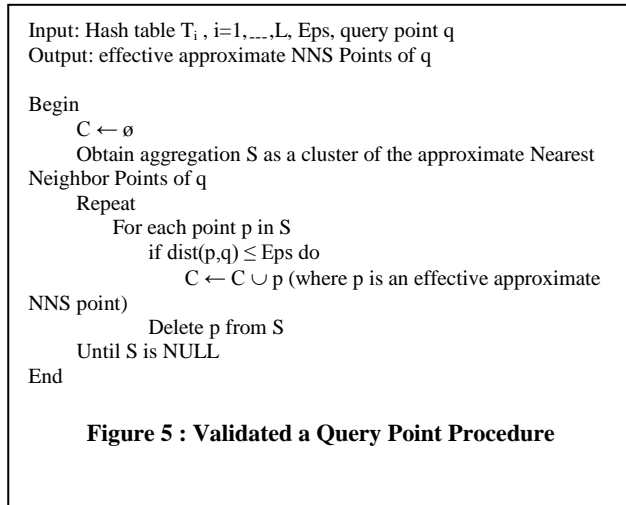 Input: Hash table Tᵢ , i=1,---,L, Eps, query point q
Output: effective approximate NNS Points of q
Begin
C ← ø
Obtain aggregation S as a cluster of the approximate Nearest
Neighbor Points of q
Repeat
For each point p in S
if dist(p,q) ≤ Eps do
C ← C ∪ p (where p is an effective approximate
NNS point)
Delete p from S
Until S is NULL
End
Figure 5 : Validated a Query Point Procedure